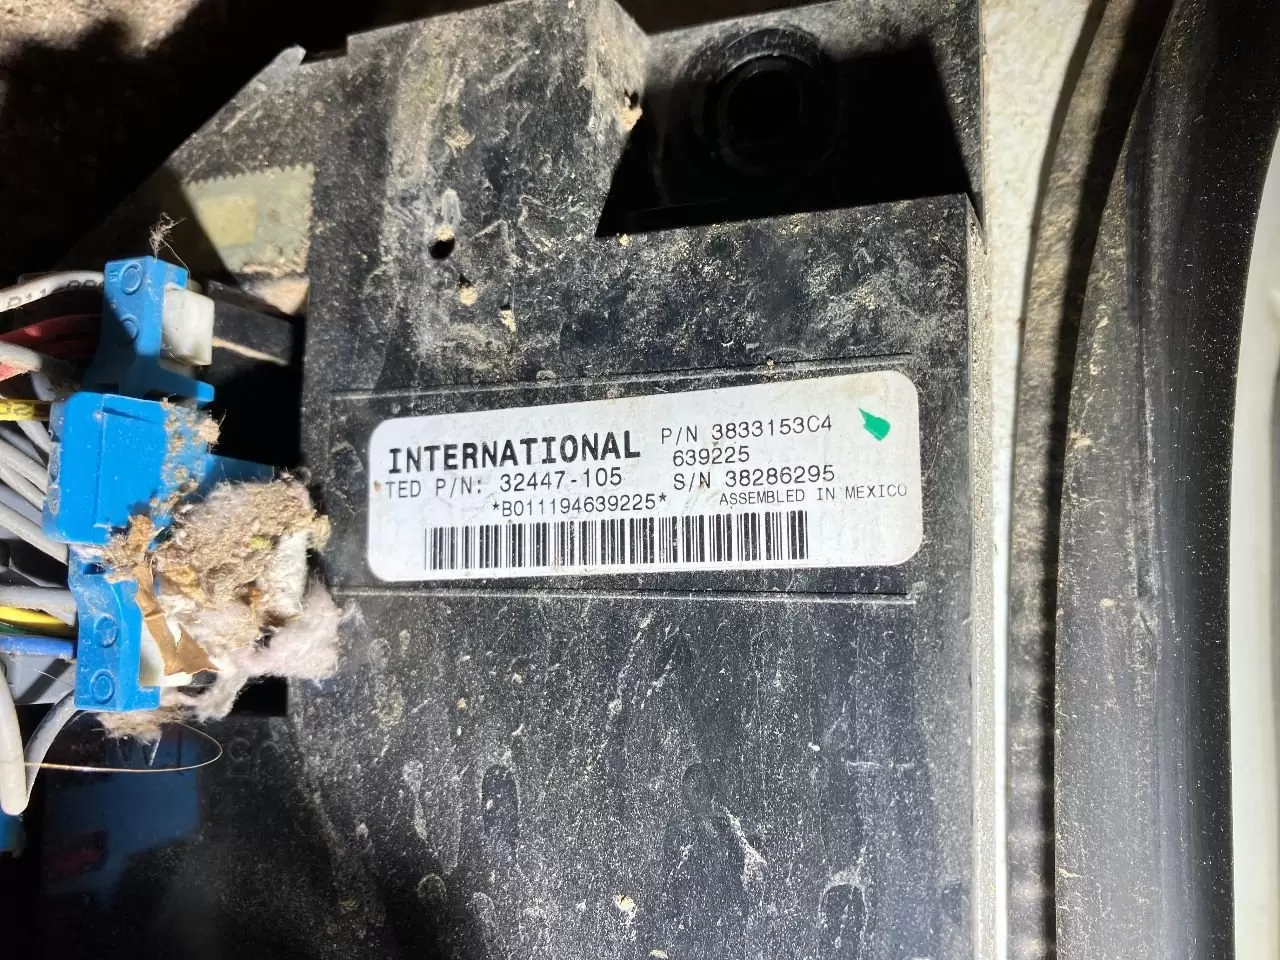 INTERNATIONAL P/N 3833153C4
639225
TED P/N: 32447-105 S/N 38286295
*B011194639225* ASSEMBLED IN MEXICO